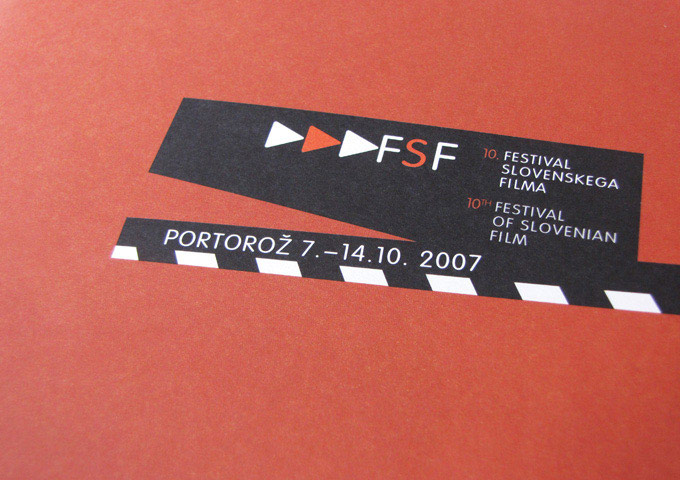 FSF
10. FESTIVAL
SLOVENSKEGA
FILMA
10TH FESTIVAL
OF SLOVENIAN
FILM
PORTOROŽ 7.–14.10. 2007